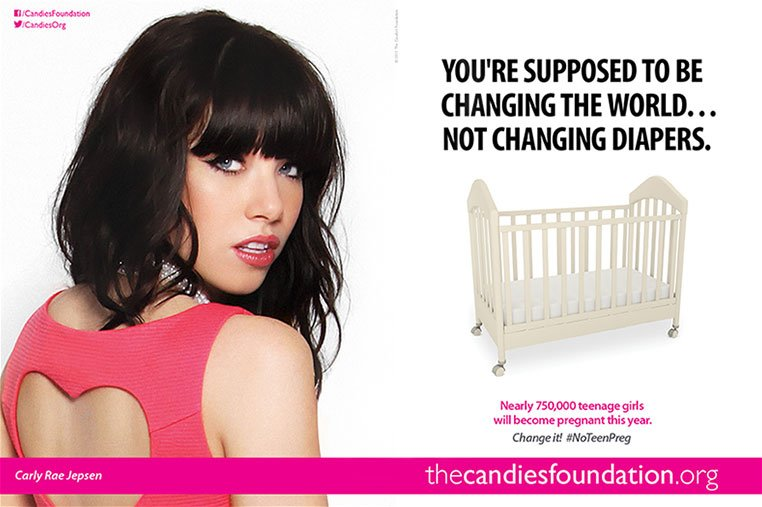 /CandiesFoundation
/CandiesOrg
YOU'RE SUPPOSED TO BE
CHANGING THE WORLD...
NOT CHANGING DIAPERS.
Nearly 750,000 teenage girls
will become pregnant this year.
Change it! #NoTeenPreg
Carly Rae Jepsen
thecandiesfoundation.org